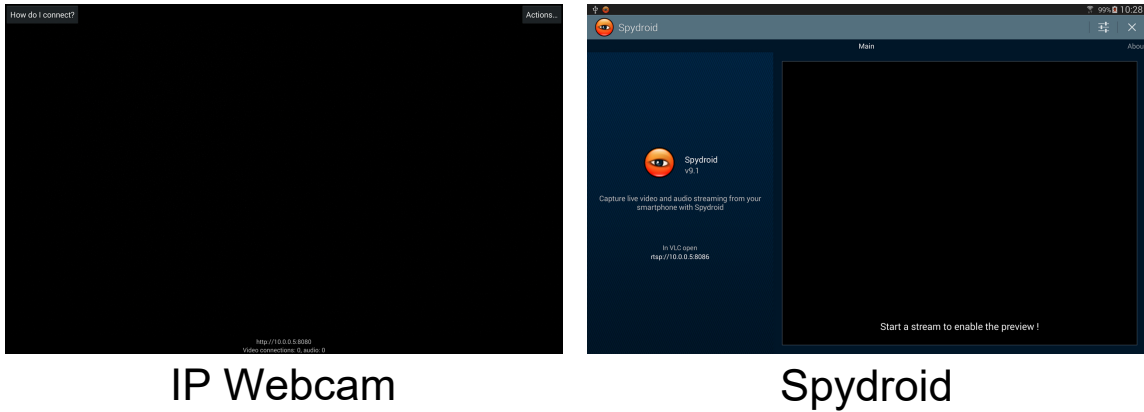 How do I connect?
Actions...
http://10.0.0.5:8080
Video connections: 0, audio: 0
IP Webcam
99% 10:28
Spydroid
Main
Abou
Spydroid
v9.1
Capture live video and audio streaming from your
smartphone with Spydroid
In VLC open
rtsp://10.0.0.5:8086
Start a stream to enable the preview !
Spydroid